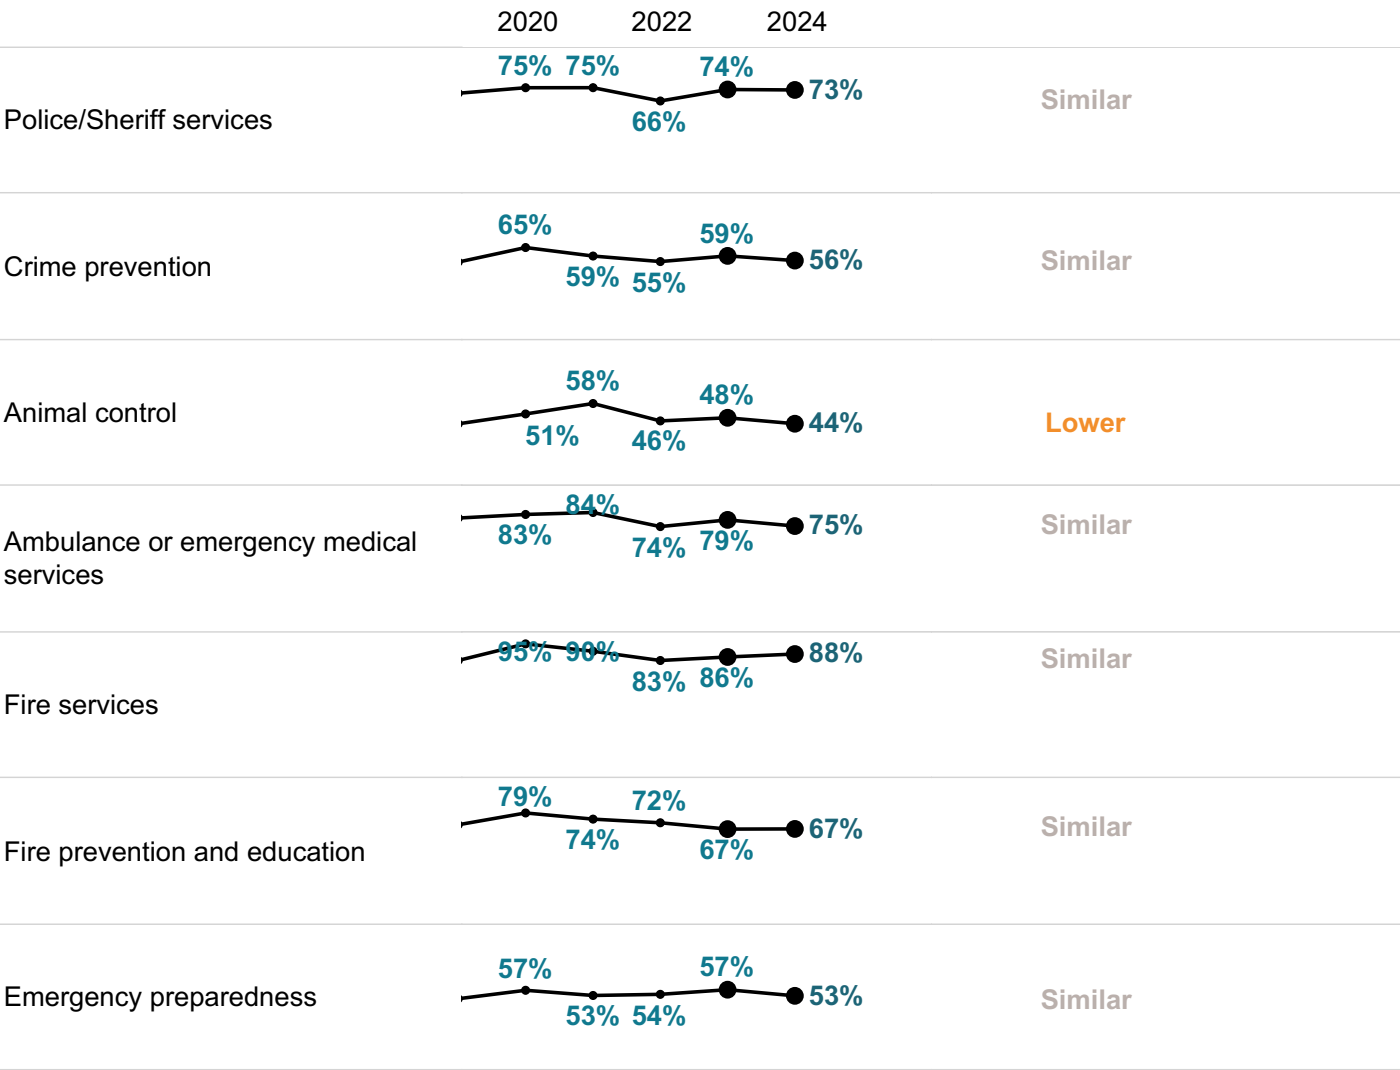 2020 2022 2024
75% 75% 74% 73%
66%
Police/Sheriff services
Similar
65% 59% 56%
59% 55%
Crime prevention
Similar
58% 48% 44%
51% 46%
Animal control
Lower
84% 75%
83% 74% 79%
Ambulance or emergency medical
services
Similar
95% 90% 88%
83% 86%
Fire services
Similar
79% 72% 67%
74% 67%
Fire prevention and education
Similar
57% 57% 53%
53% 54%
Emergency preparedness
Similar